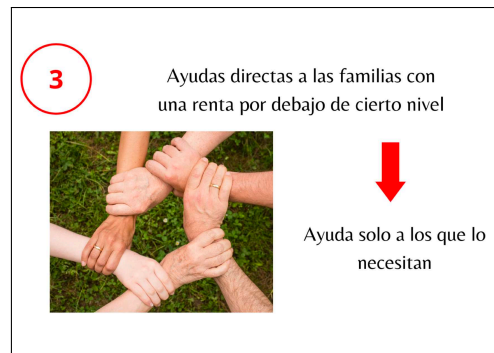 3
Ayudas directas a las familias con
una renta por debajo de cierto nivel
Ayuda solo a los que lo
necesitan